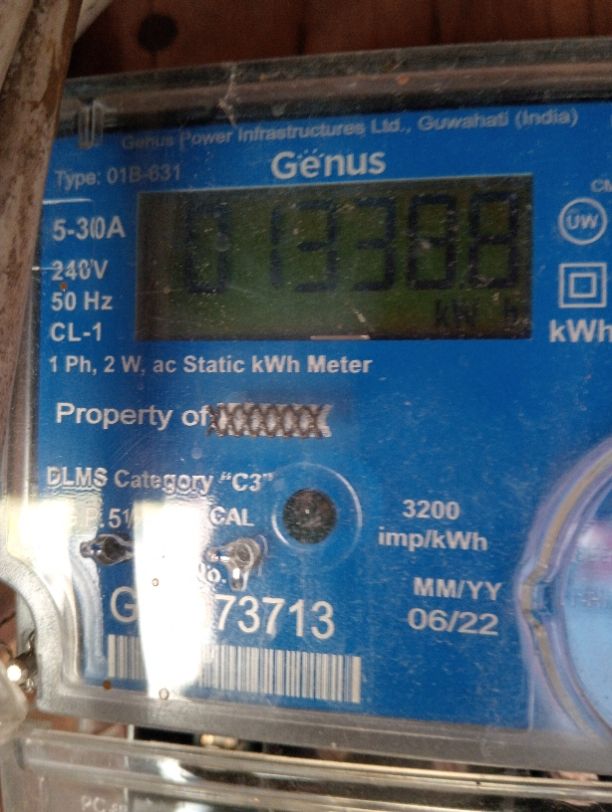 Genus Power Infrastructures Ltd., Guwahati (India)
Genus
Type: 01B-631
5-30A
240V
50 Hz
CL-1
01338.8
kW h
UW
kWh
1 Ph, 2 W, ac Static kWh Meter
Property of
DLMS Category "C3"
CAL
3200
imp/kWh
73713
MM/YY
06/22